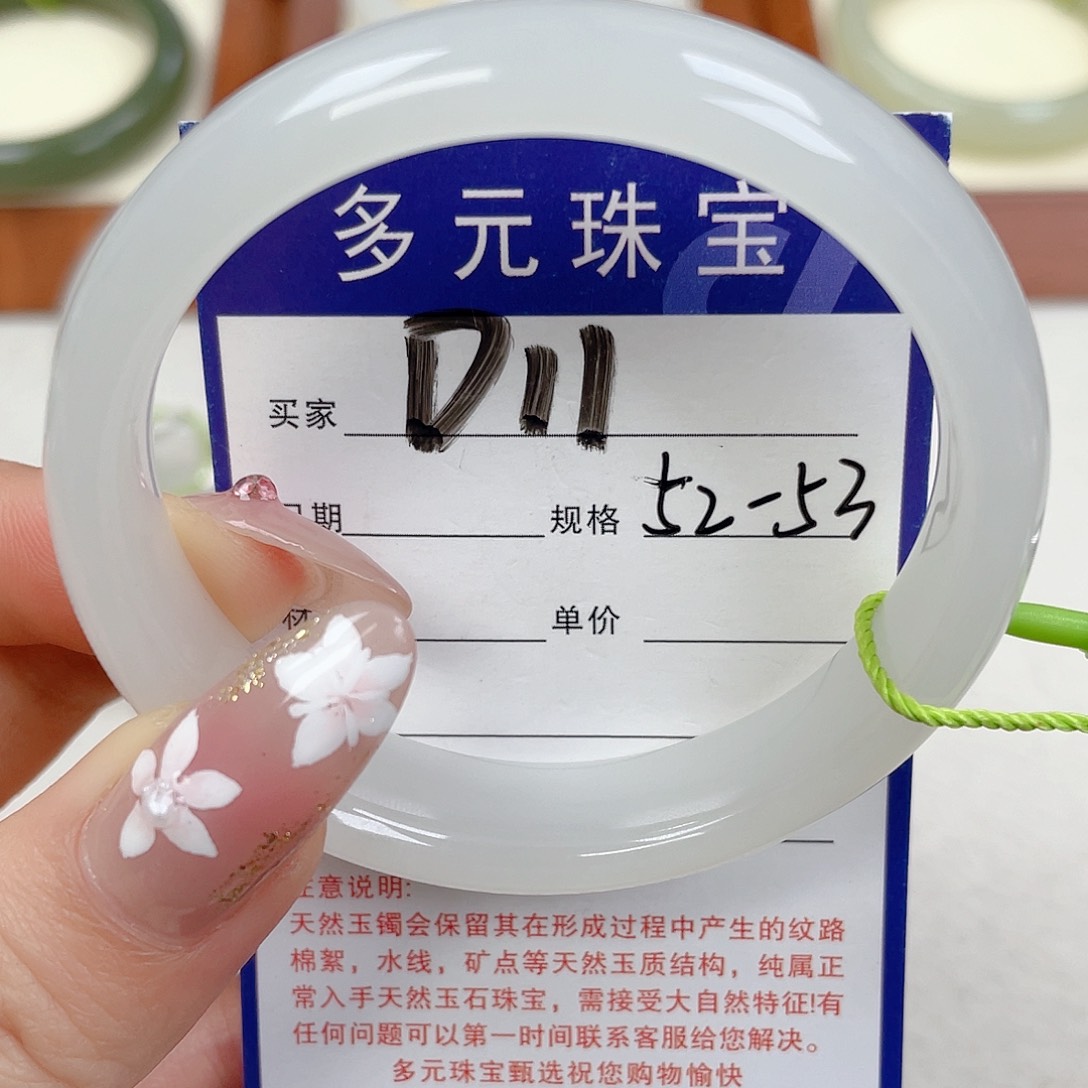 多元珠宝
买家 D11
期 规格 52-53
单价
注意说明:
天然玉镯会保留其在形成过程中产生的纹路
棉絮，水线，矿点等天然玉质结构，纯属正
常入手天然玉石珠宝，需接受大自然特征!有
任何问题可以第一时间联系客服给您解决。
多元珠宝甄选祝您购物愉快